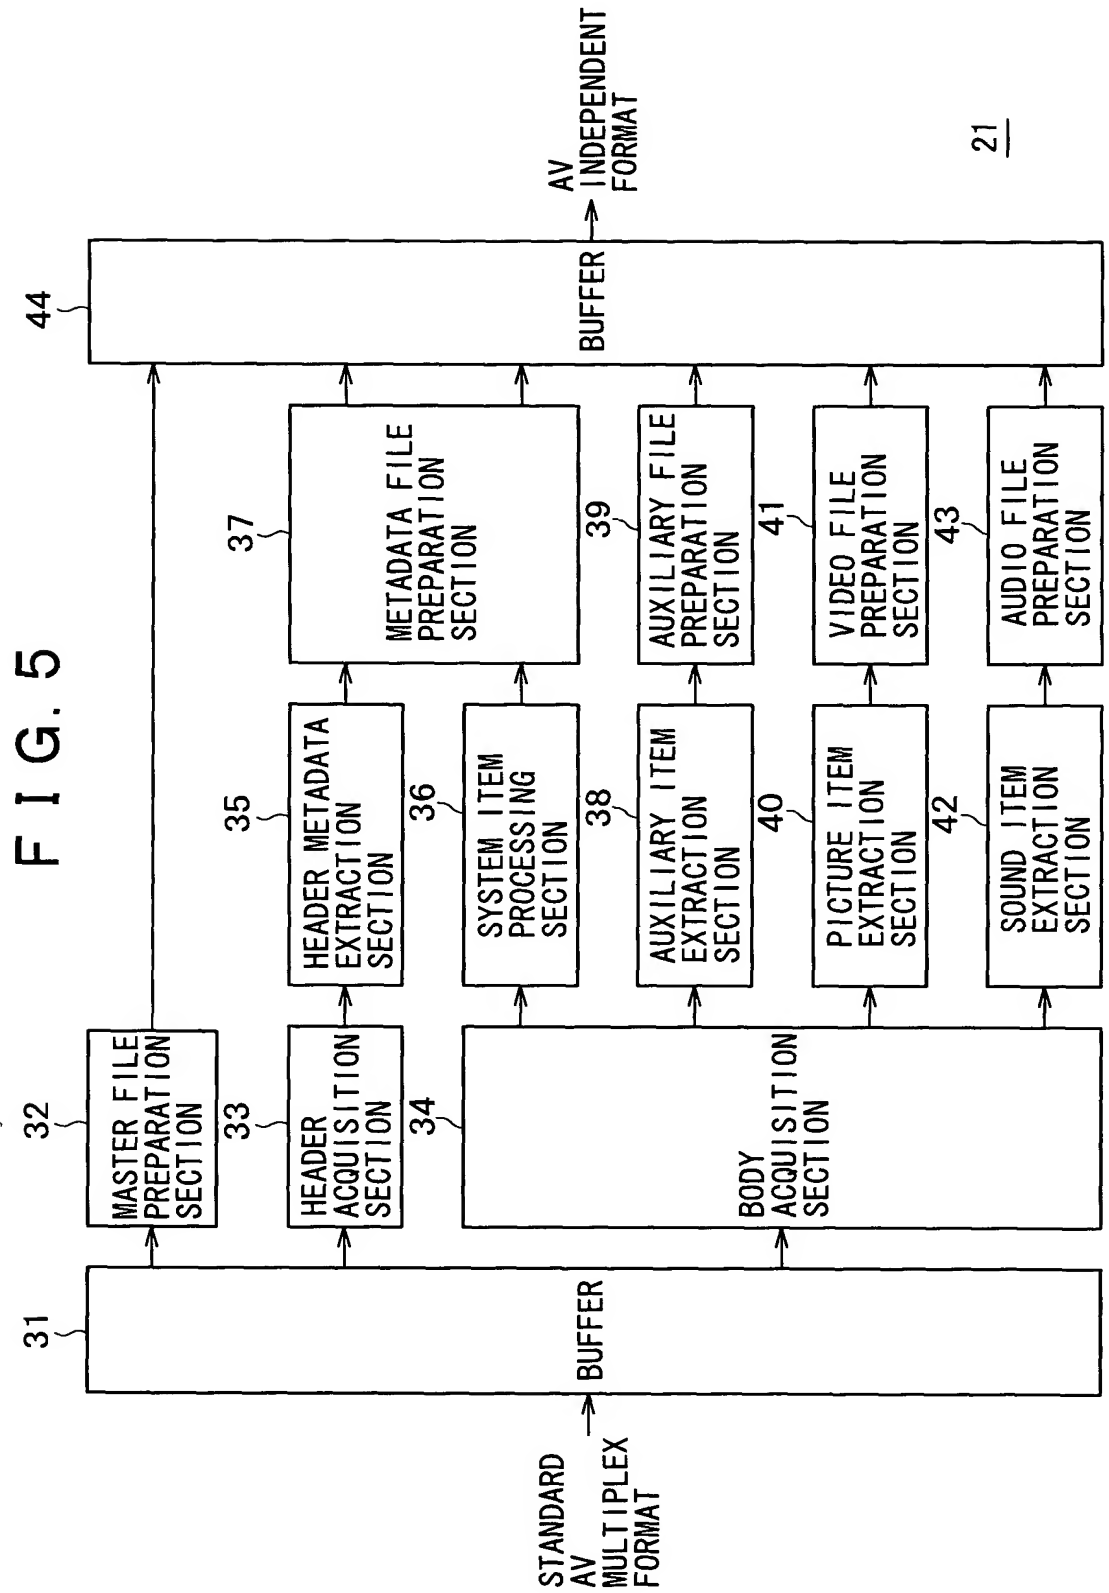 FIG. 5
STANDARD
AV
MULTIPLEX
FORMAT
31
BUFFER
32
MASTER FILE
PREPARATION
SECTION
33
HEADER
ACQUISITION
SECTION
34
BODY
ACQUISITION
SECTION
35
HEADER METADATA
EXTRACTION
SECTION
36
SYSTEM ITEM
PROCESSING
SECTION
38
AUXILIARY ITEM
EXTRACTION
SECTION
40
PICTURE ITEM
EXTRACTION
SECTION
42
SOUND ITEM
EXTRACTION
SECTION
37
METADATA FILE
PREPARATION
SECTION
39
AUXILIARY FILE
PREPARATION
SECTION
41
VIDEO FILE
PREPARATION
SECTION
43
AUDIO FILE
PREPARATION
SECTION
44
BUFFER
AV
INDEPENDENT
FORMAT
21